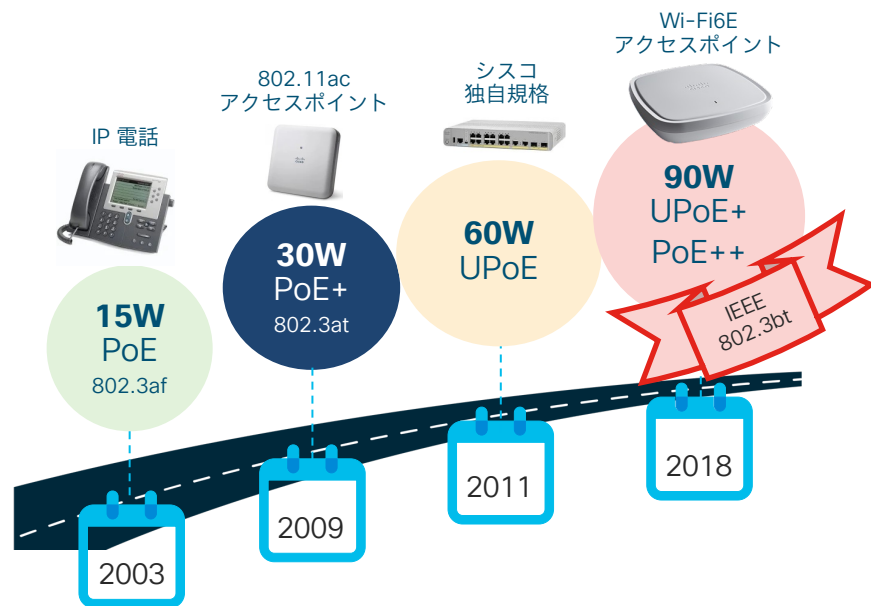 IP 電話
15W
PoE
802.3af
2003
802.11ac
アクセスポイント
30W
PoE+
802.3at
2009
シスコ
独自規格
60W
UPoE
2011
Wi-Fi6E
アクセスポイント
90W
UPoE+
PoE++
IEEE
802.3bt
2018